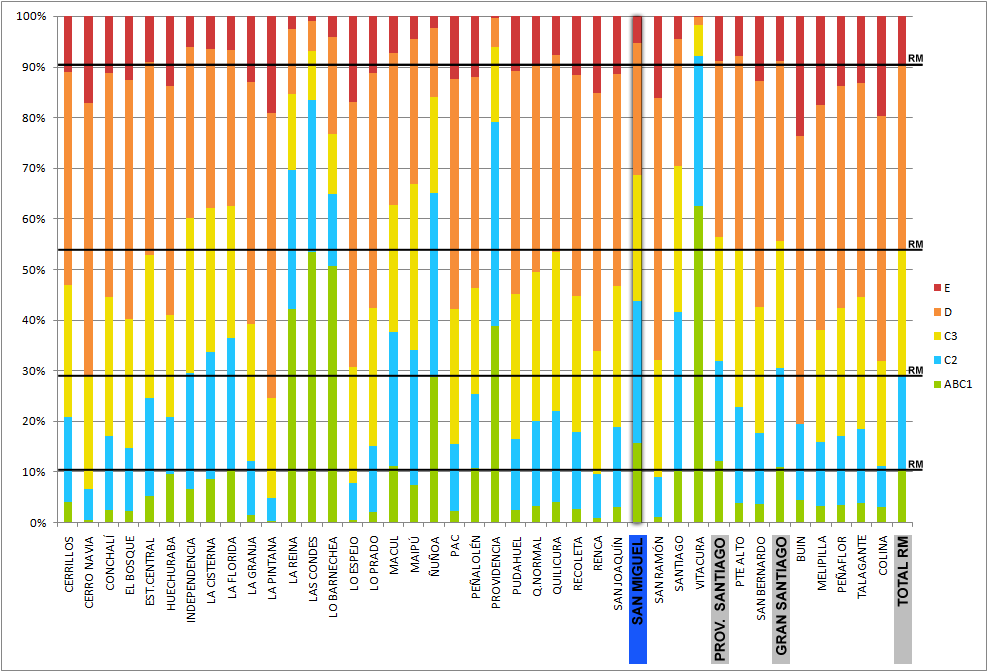 100%
90%
80%
70%
60%
50%
40%
30%
20%
10%
0%
RM
RM
RM
RM
E
D
C3
C2
ABC1
CERRILLOS
CERRO NAVIA
CONCHALÍ
EL BOSQUE
EST.CENTRAL
HUECHURABA
INDEPENDENCIA
LA CISTERNA
LA FLORIDA
LA GRANJA
LA PINTANA
LA REINA
LAS CONDES
LO BARNECHEA
LO ESPEJO
LO PRADO
MACUL
MAIPÚ
ÑUÑOA
PAC
PEÑALOLÉN
PROVIDENCIA
PUDAHUEL
Q.NORMAL
QUILICURA
RECOLETA
RENCA
SAN JOAQUÍN
SAN MIGUEL
SAN RAMÓN
SANTIAGO
VITACURA
PROV. SANTIAGO
PTE ALTO
SAN BERNARDO
GRAN SANTIAGO
BUIN
MELIPILLA
PEÑAFLOR
TALAGANTE
COLINA
TOTAL RM